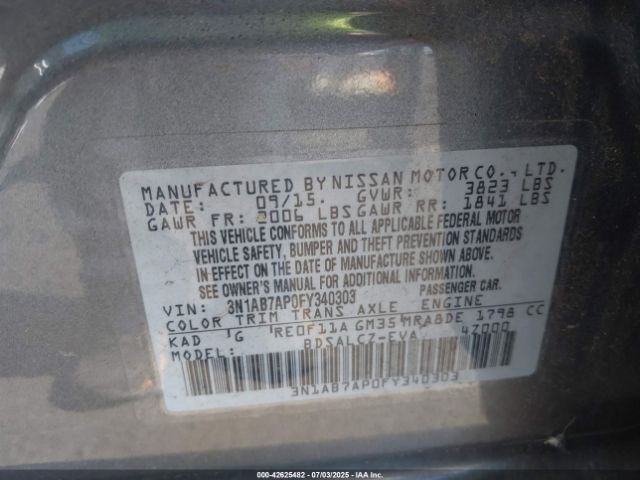 MANUFACTURED BY NISSAN MOTOR CO., LTD.
DATE: 09/15. GVWR: 3823 LBS
GAWR FR: 2006 LBS GAWR RR: 1841 LBS
THIS VEHICLE CONFORMS TO ALL APPLICABLE FEDERAL MOTOR
VEHICLE SAFETY, BUMPER AND THEFT PREVENTION STANDARDS
IN EFFECT ON THE DATE OF MANUFACTURE SHOWN ABOVE.
SEE OWNER'S MANUAL FOR ADDITIONAL INFORMATION.
VIN: 3N1AB7AP0FY340303 PASSENGER CAR.
COLOR TRIM TRANS AXLE ENGINE
KAD 'G RE0F11A GM35 MRA8DE 1798 CC
MODEL: BDSALCZ-EVA 47000
3N1AB7AP0FY340303
000-42625482 - 07/03/2025 - IAA Inc.